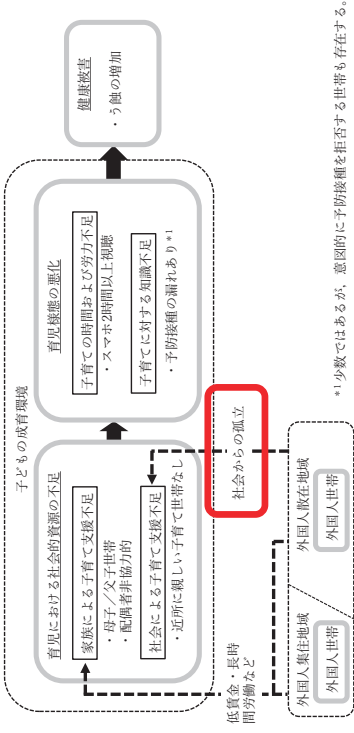 子どもの成育環境
育児における社会的資源の不足
家族による子育て支援不足
・母子／父子世帯
・配偶者非協力的
社会による子育て支援不足
・近所に親しい子育て世帯なし
育児様態の悪化
子育ての時間および労力不足
・スマホ2時間以上視聴
子育てに対する知識不足
・予防接種の漏れあり*1
健康被害
・う蝕の増加
低賃金・長時
間労働など
社会からの孤立
外国人集住地域
外国人世帯
外国人散在地域
外国人世帯
*1少数ではあるが、意図的に予防接種を拒否する世帯も存在する。